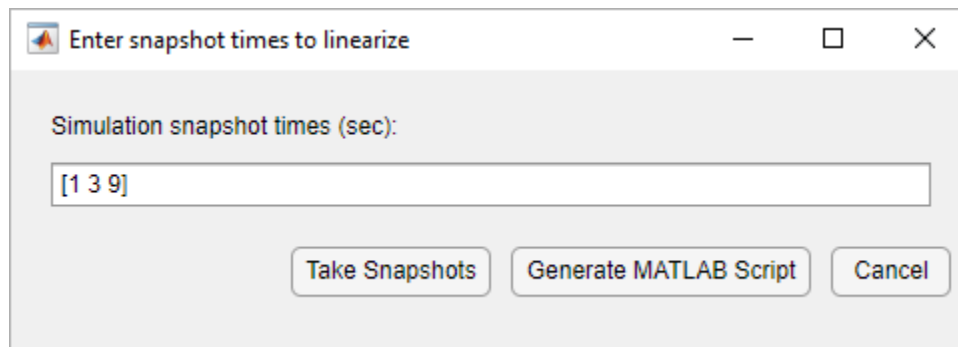 Enter snapshot times to linearize
Simulation snapshot times (sec):
[1 3 9]
Take Snapshots Generate MATLAB Script Cancel